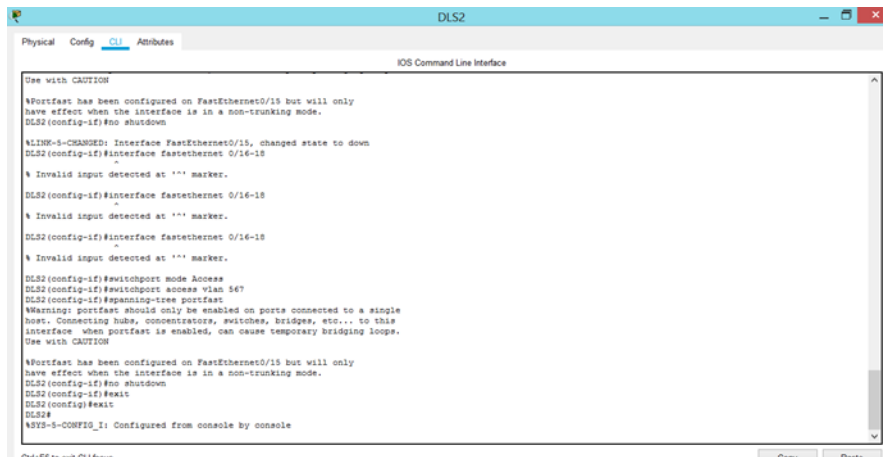 DLS2
Physical Config CLI Attributes
IOS Command Line Interface
Use with CAUTION
%Portfast has been configured on FastEthernet0/15 but will only
have effect when the interface is in a non-trunking mode.
DLS2(config-if)#no shutdown
%LINK-5-CHANGED: Interface FastEthernet0/15, changed state to down
DLS2(config-if)#interface fastethernet 0/16-18
^
% Invalid input detected at '^' marker.
DLS2(config-if)#interface fastethernet 0/16-18
^
% Invalid input detected at '^' marker.
DLS2(config-if)#interface fastethernet 0/16-18
^
% Invalid input detected at '^' marker.
DLS2(config-if)#switchport mode Access
DLS2(config-if)#switchport access vlan 567
DLS2(config-if)#spanning-tree portfast
%Warning: portfast should only be enabled on ports connected to a single
host. Connecting hubs, concentrators, switches, bridges, etc... to this
interface when portfast is enabled, can cause temporary bridging loops.
Use with CAUTION
%Portfast has been configured on FastEthernet0/15 but will only
have effect when the interface is in a non-trunking mode.
DLS2(config-if)#no shutdown
DLS2(config-if)#exit
DLS2(config)#exit
DLS2#
%SYS-5-CONFIG_I: Configured from console by console